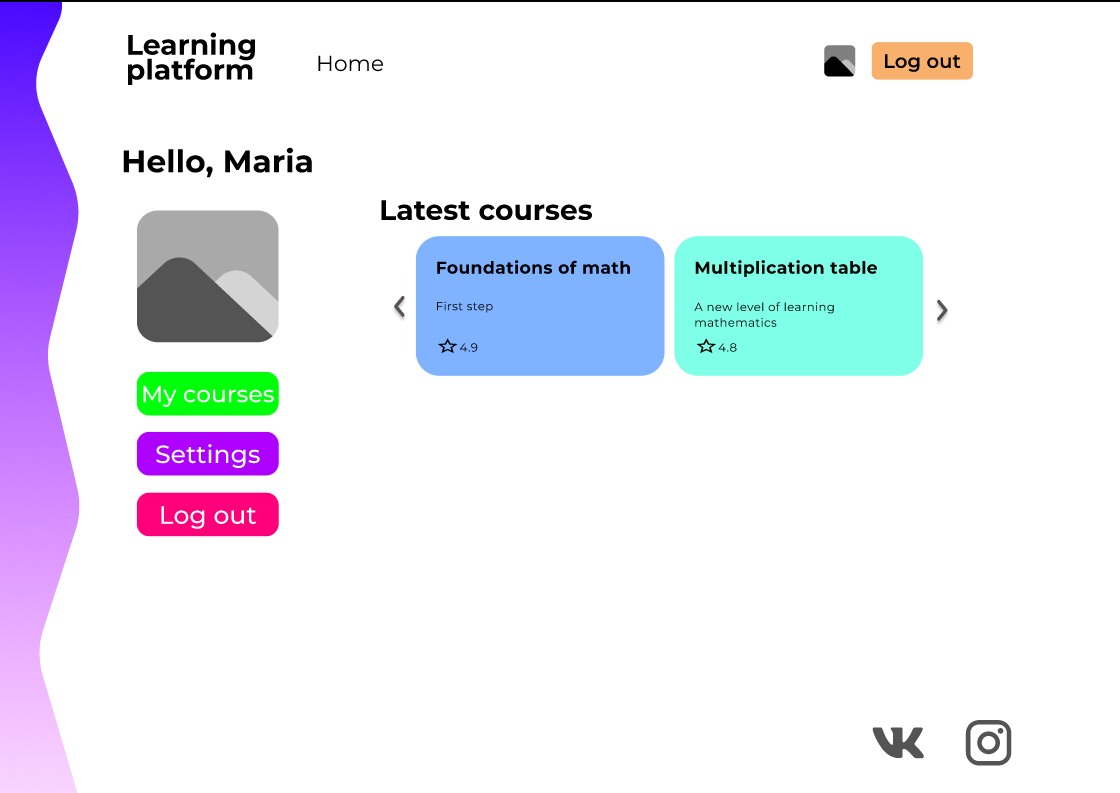 Learning
platform
Home
Log out
Hello, Maria
Latest courses
Foundations of math
First step
4.9
Multiplication table
A new level of learning
mathematics
4.8
My courses
Settings
Log out